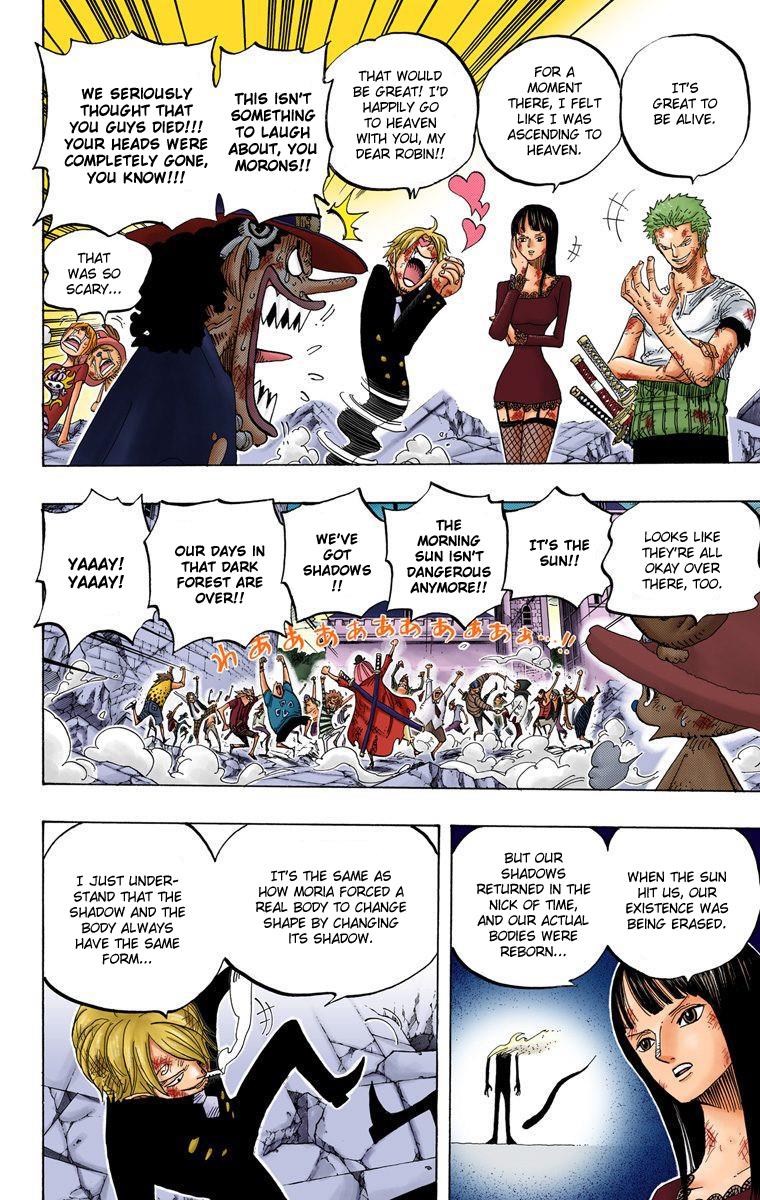 IT'S
GREAT TO
BE ALIVE.
FOR A
MOMENT
THERE, I FELT
LIKE I WAS
ASCENDING TO
HEAVEN.
THAT WOULD
BE GREAT! I'D
HAPPILY GO
TO HEAVEN
WITH YOU, MY
DEAR ROBIN!!
THIS ISN'T
SOMETHING
TO LAUGH
ABOUT, YOU
MORONS!!
WE SERIOUSLY
THOUGHT THAT
YOU GUYS DIED!!!
YOUR HEADS WERE
COMPLETELY GONE,
YOU KNOW!!!
THAT
WAS SO
SCARY...
LOOKS LIKE
THEY'RE ALL
OKAY OVER
THERE, TOO.
IT'S THE
SUN!!
THE
MORNING
SUN ISN'T
DANGEROUS
ANYMORE!!
WE'VE
GOT
SHADOWS
!!
OUR DAYS IN
THAT DARK
FOREST ARE
OVER!!
YAAAY!
YAAAY!
わぁぁぁぁぁぁぁぁぁぁ…!!
WHEN THE SUN
HIT US, OUR
EXISTENCE WAS
BEING ERASED.
BUT OUR
SHADOWS
RETURNED IN THE
NICK OF TIME,
AND OUR ACTUAL
BODIES WERE
REBORN...
IT'S THE SAME AS
HOW MORIA FORCED A
REAL BODY TO CHANGE
SHAPE BY CHANGING
ITS SHADOW.
I JUST UNDER-
STAND THAT THE
SHADOW AND THE
BODY ALWAYS
HAVE THE SAME
FORM...